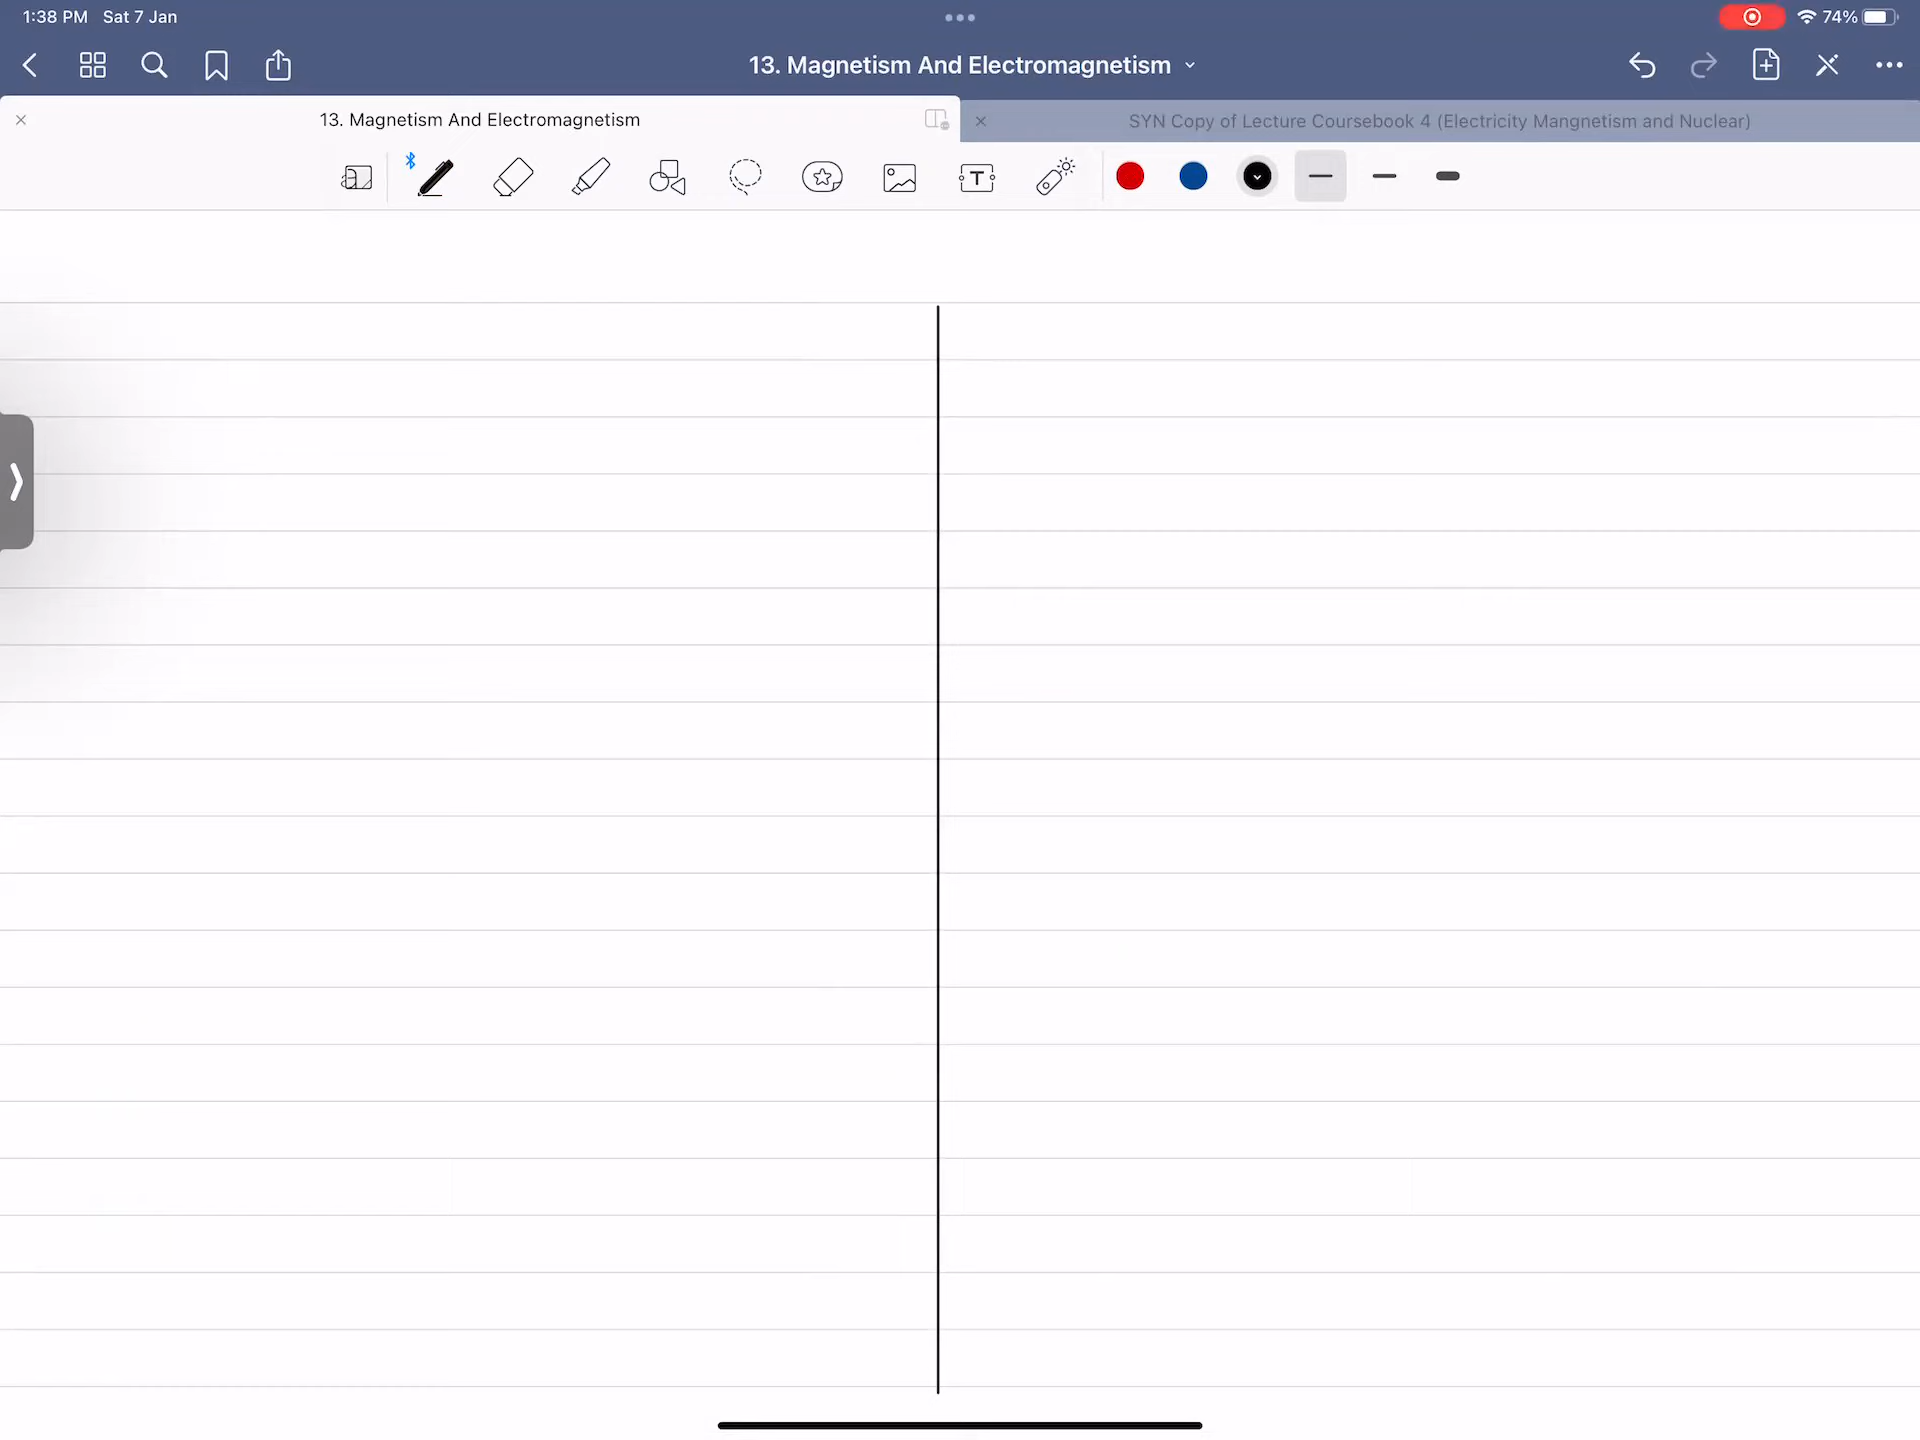 1:38 PM Sat 7 Jan
74%
13. Magnetism And Electromagnetism
13. Magnetism And Electromagnetism
SYN Copy of Lecture Coursebook 4 (Electricity Mangnetism and Nuclear)